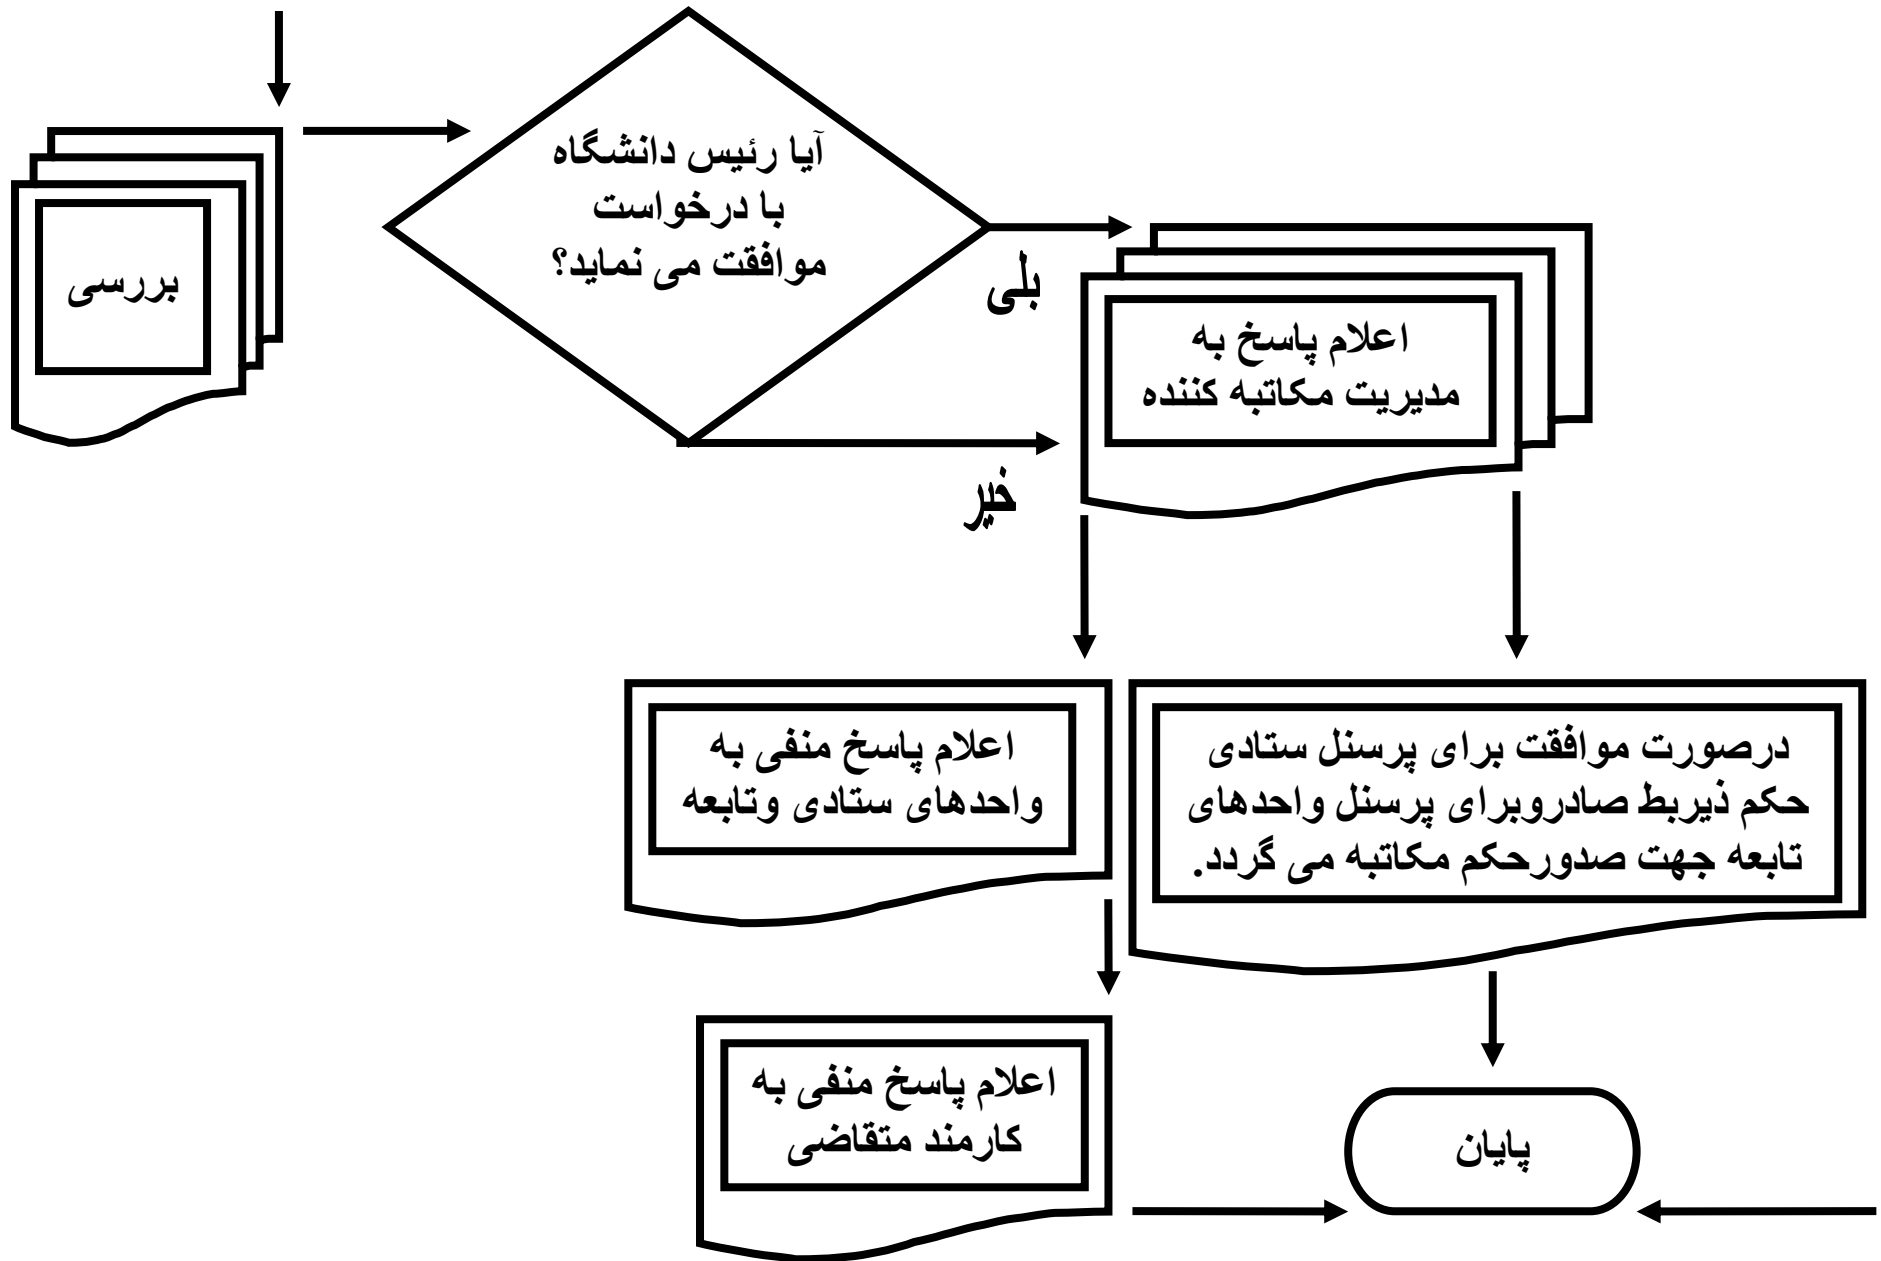 بررسی
آیا رئیس دانشگاه
با درخواست
موافقت می نماید؟
بلی
خیر
اعلام پاسخ به
مدیریت مکاتبه کننده
درصورت موافقت برای پرسنل ستادی
حکم ذیربط صادروبرای پرسنل واحدهای
تابعه جهت صدورحکم مکاتبه می گردد.
اعلام پاسخ منفی به
واحدهای ستادی وتابعه
اعلام پاسخ منفی به
کارمند متقاضی
پایان